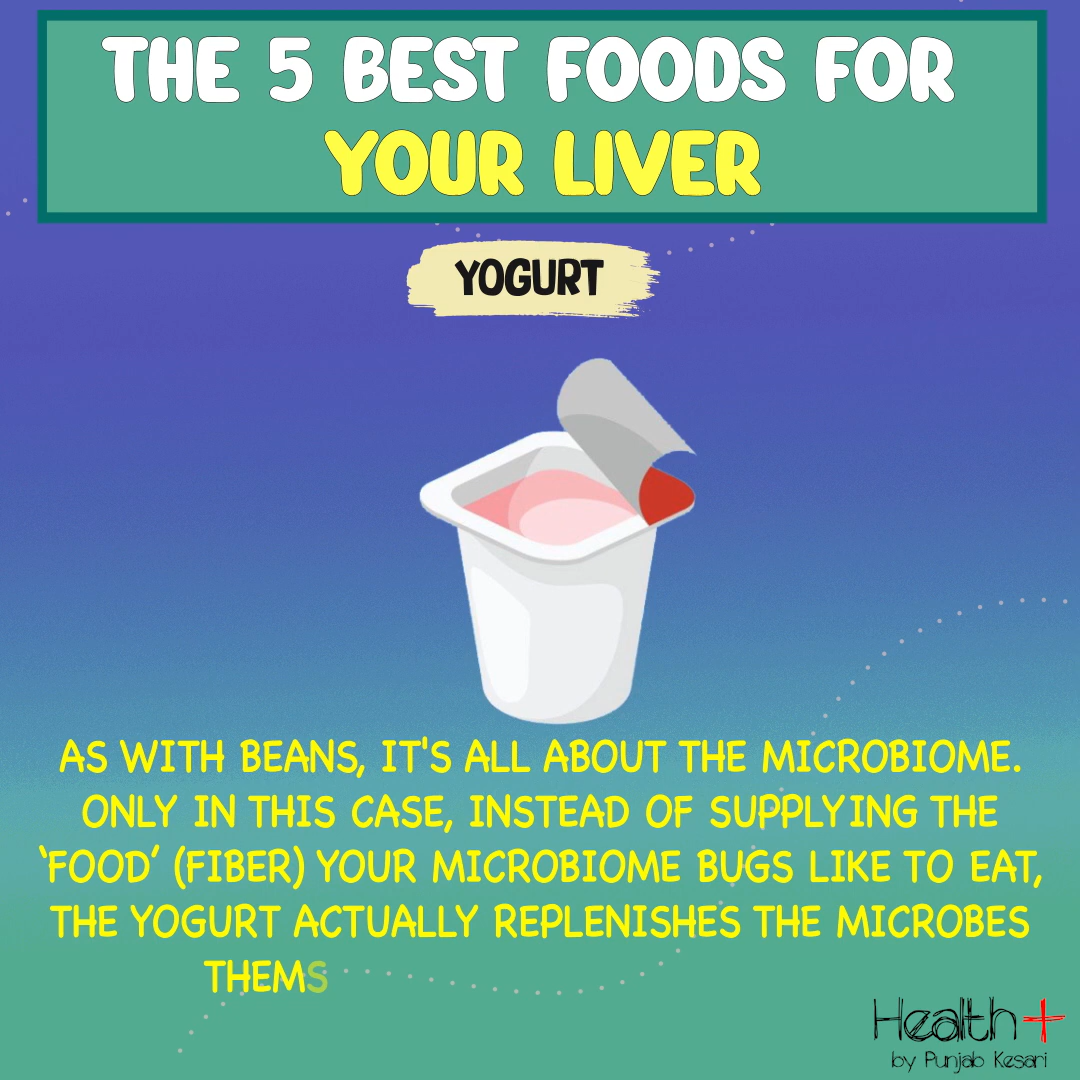 THE 5 BEST FOODS FOR
YOUR LIVER
YOGURT
AS WITH BEANS, IT'S ALL ABOUT THE MICROBIOME.
ONLY IN THIS CASE, INSTEAD OF SUPPLYING THE
‘FOOD’ (FIBER) YOUR MICROBIOME BUGS LIKE TO EAT,
THE YOGURT ACTUALLY REPLENISHES THE MICROBES
THEMS
Health+
by Punjab Kesari